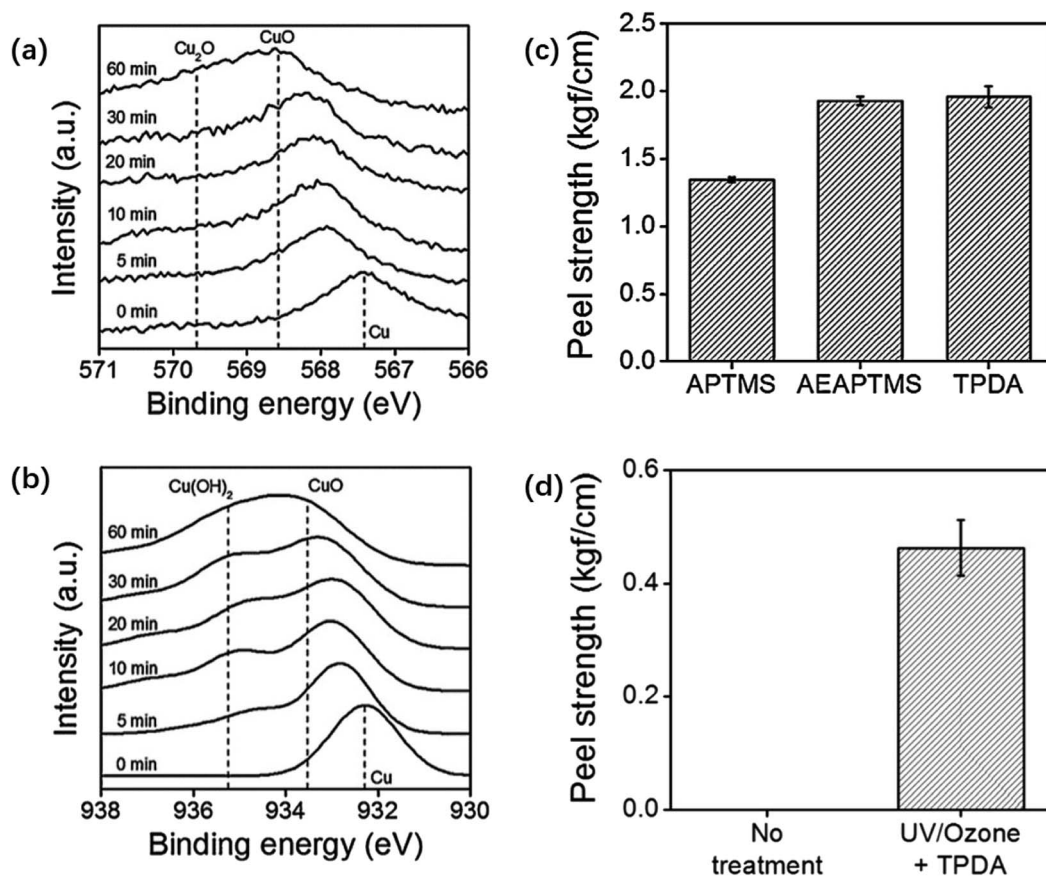 (a)
Cu₂O
CuO
60 min
30 min
20 min
10 min
5 min
0 min
Cu
Intensity (a.u.)
571 570 569 568 567 566
Binding energy (eV)
(b)
Cu(OH)₂
CuO
60 min
30 min
20 min
10 min
5 min
0 min
Cu
Intensity (a.u.)
938 936 934 932 930
Binding energy (eV)
(c)
Peel strength (kgf/cm)
2.5
2.0
1.5
1.0
0.5
0.0
APTMS AEAPTMS TPDA
(d)
Peel strength (kgf/cm)
0.6
0.4
0.2
0.0
No UV/Ozone
treatment + TPDA